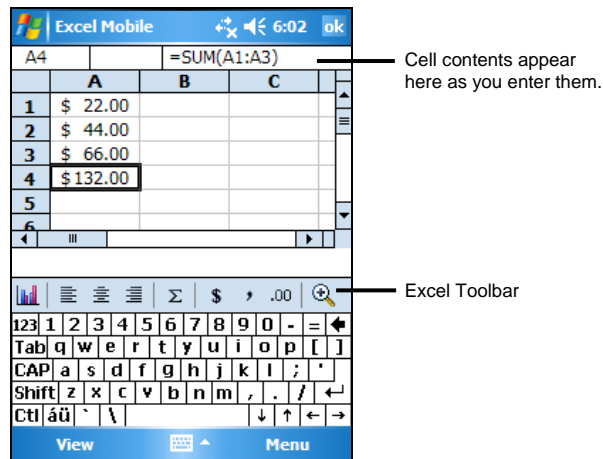 Excel Mobile 6:02 ok
A4 =SUM(A1:A3)
Cell contents appear
here as you enter them.
A B C
1 $ 22.00
2 $ 44.00
3 $ 66.00
4 $132.00
5
6
Σ $ , .00
Excel Toolbar
123 1 2 3 4 5 6 7 8 9 0 - =
Tab q w e r t y u i o p [ ]
CAP a s d f g h j k l ; '
Shift z x c v b n m , . /
Ctl áü ` \
View Menu